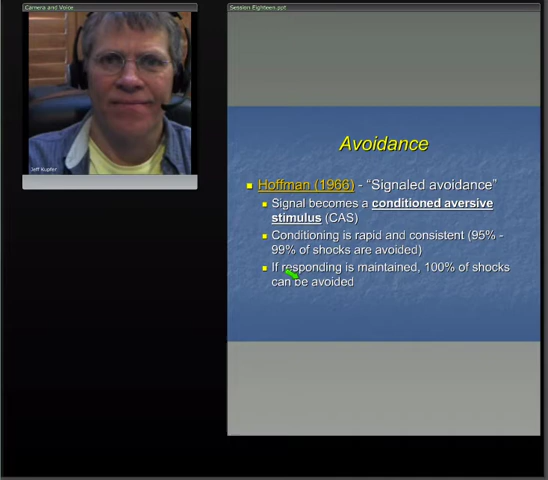 Camera and Voice
Session Eighteen.ppt
Jeff Kupfer
Avoidance
Hoffman (1966) - “Signaled avoidance”
Signal becomes a conditioned aversive
stimulus (CAS)
Conditioning is rapid and consistent (95% -
99% of shocks are avoided)
If responding is maintained, 100% of shocks
can be avoided